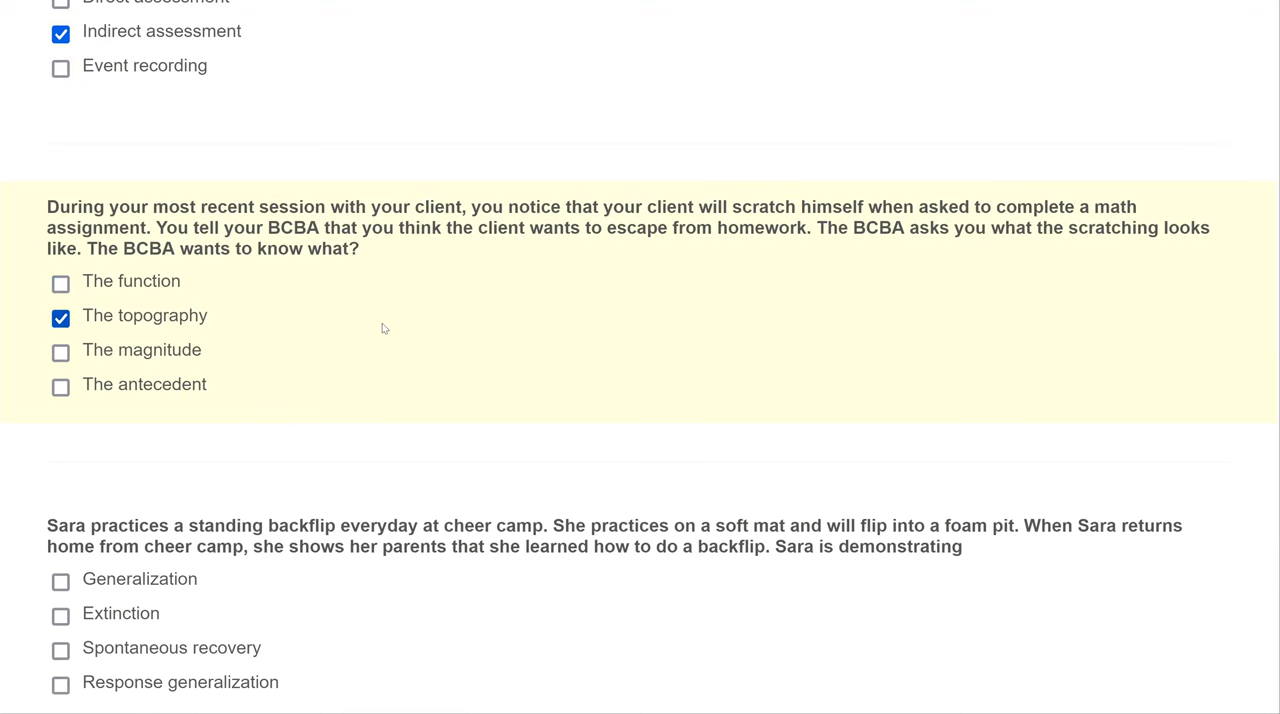 Direct assessment
Indirect assessment
Event recording
During your most recent session with your client, you notice that your client will scratch himself when asked to complete a math
assignment. You tell your BCBA that you think the client wants to escape from homework. The BCBA asks you what the scratching looks
like. The BCBA wants to know what?
The function
The topography
The magnitude
The antecedent
Sara practices a standing backflip everyday at cheer camp. She practices on a soft mat and will flip into a foam pit. When Sara returns
home from cheer camp, she shows her parents that she learned how to do a backflip. Sara is demonstrating
Generalization
Extinction
Spontaneous recovery
Response generalization